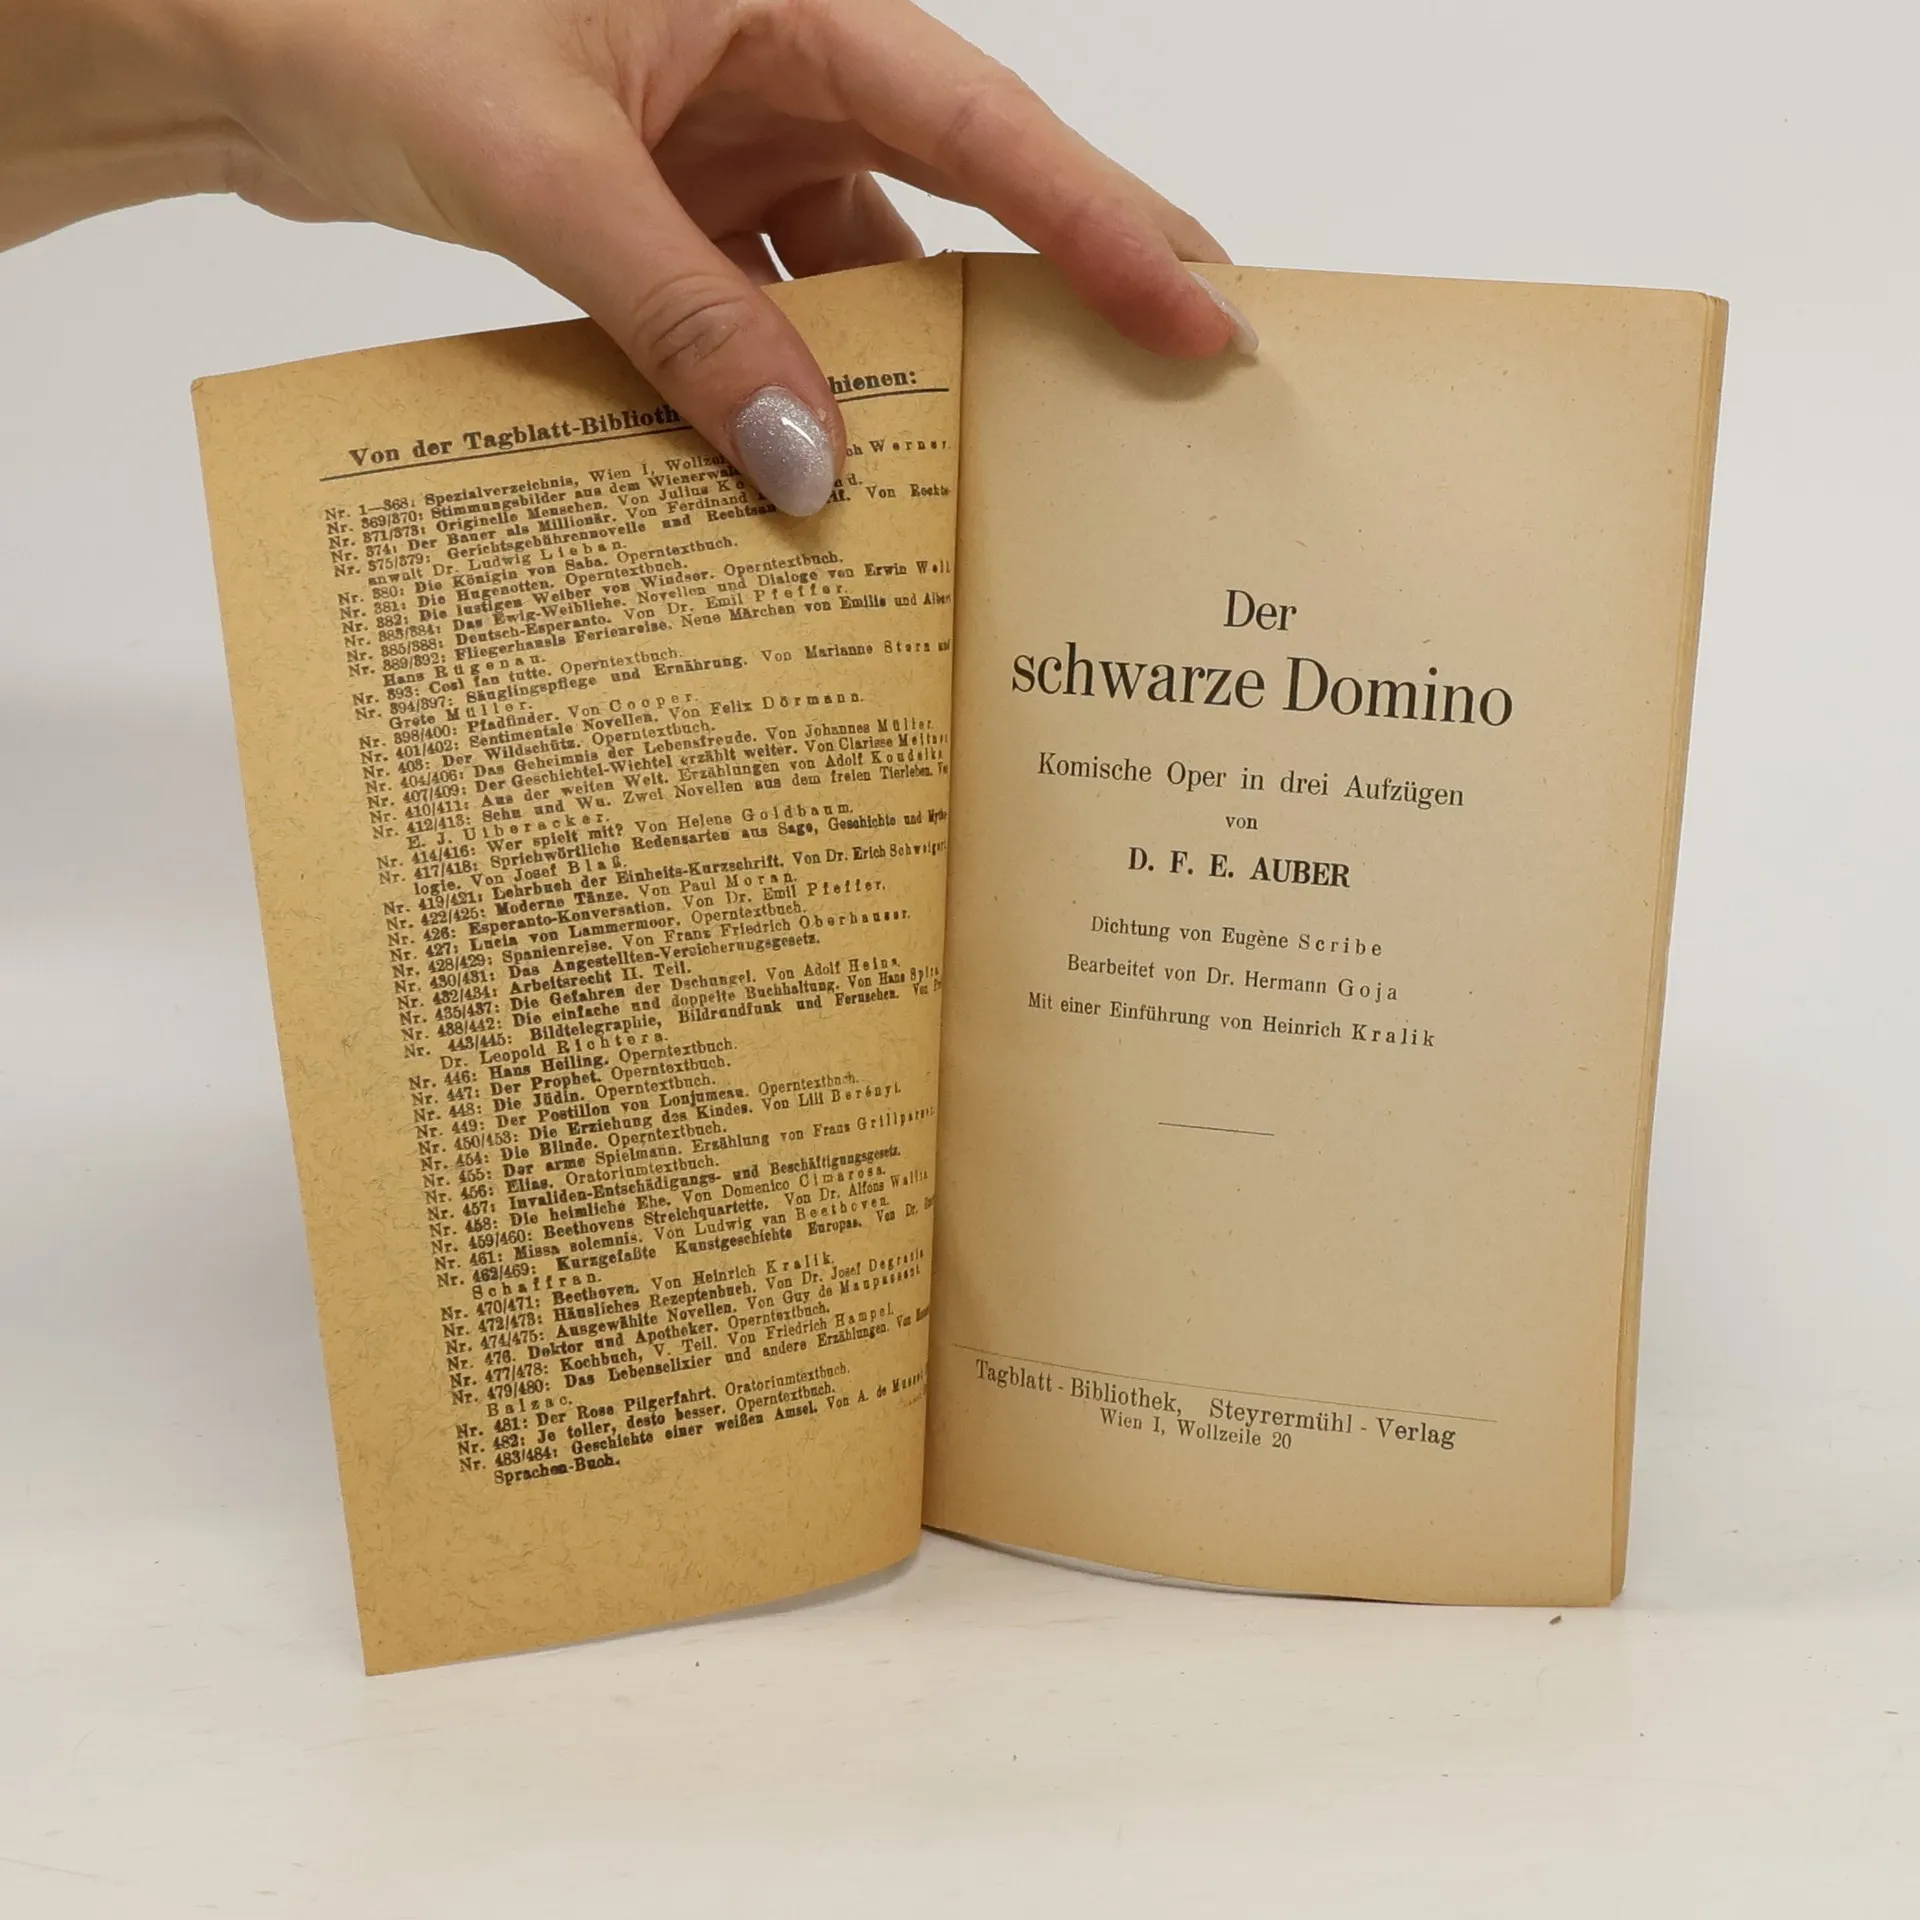 Von der Tagblatt-Biblioth hienen:
Nr. 1—368: Spezialverzeichnis, Wien I, Wollze
Nr. 369/370: Stimmungsbilder aus dem Wienerwal Werner.
Nr. 371/373: Originelle Menschen. Von Julius
Nr. 374: Der Bauer als Millionär. Von Ferdinand
Nr. 375/379: Gerichtsgebührennovelle und Rechtsan Von Rechts-
anwalt Dr. Ludwig Lieban.
Nr. 380: Die Königin von Saba. Operntextbuch.
Nr. 381: Die Hugenotten. Operntextbuch.
Nr. 382: Die lustigen Weiber von Windsor. Operntextbuch.
Nr. 383/384: Das Ewig-Weibliche. Novellen und Dialoge von Erwin Well
Nr. 385/388: Deutsch-Esperanto. Von Dr. Emil Pfeffer.
Nr. 389/392: Fliegerhansls Ferienreise. Neue Märchen von Emilie und Albert
Hans Rügenau.
Nr. 393: Cosi fan tutte. Operntextbuch.
Nr. 394/397: Säuglingspflege und Ernährung. Von Marianne Stern und
Grete Müller.
Nr. 398/400: Pfadfinder. Von Cooper.
Nr. 401/402: Sentimentale Novellen. Von Felix Dörmann.
Nr. 403: Der Wildschütz. Operntextbuch.
Nr. 404/406: Das Geheimnis der Lebensfreude. Von Johannes Müller.
Nr. 407/409: Der Geschichtel-Wichtel erzählt weiter. Von Clarisse Meitner
Nr. 410/411: Aus der weiten Welt. Erzählungen von Adolf Koudelka
Nr. 412/413: Schu und Wu. Zwei Novellen aus dem freien Tierleben. Von
E. J. Ulberacker.
Nr. 414/416: Wer spielt mit? Von Helene Goldbaum.
Nr. 417/418: Sprichwörtliche Redensarten aus Sage, Geschichte und Mytho-
logie. Von Josef Blaß.
Nr. 419/421: Lehrbuch der Einheits-Kurzschrift. Von Dr. Erich Schweiger.
Nr. 422/425: Moderne Tänze. Von Paul Moran.
Nr. 426: Esperanto-Konversation. Von Dr. Emil Pfeffer.
Nr. 427: Lucia von Lammermoor. Operntextbuch.
Nr. 428/429: Spanienreise. Von Franz Friedrich Oberhauser.
Nr. 430/431: Das Angestellten-Versicherungsgesetz.
Nr. 432/434: Arbeitsrecht II. Teil.
Nr. 435/437: Die Gefahren der Dschungel. Von Adolf Heine.
Nr. 438/442: Die einfache und doppelte Buchhaltung. Von Hans Spitz
Nr. 443/445: Bildtelegraphie, Bildrundfunk und Fernsehen. Von
Dr. Leopold Richtera.
Nr. 446: Hans Heiling. Operntextbuch.
Nr. 447: Der Prophet. Operntextbuch.
Nr. 448: Die Jüdin. Operntextbuch.
Nr. 449: Der Postillon von Lonjumeau. Operntextbuch.
Nr. 450/453: Die Erziehung des Kindes. Von Lili Berényi.
Nr. 454: Die Blinde. Operntextbuch.
Nr. 455: Der arme Spielmann. Erzählung von Franz Grillparzer.
Nr. 456: Elias. Oratoriumtextbuch.
Nr. 457: Invaliden-Entschädigungs- und Beschäftigungsgesetz.
Nr. 458: Die heimliche Ehe. Von Domenico Cimarosa.
Nr. 459/460: Beethovens Streichquartette. Von Dr. Alfons Wallis
Nr. 461: Missa solemnis. Von Ludwig van Beethoven.
Nr. 462/469: Kurzgefaßte Kunstgeschichte Europas. Von Dr.
Schaffran.
Nr. 470/471: Beethoven. Von Heinrich Kralik.
Nr. 472/473: Häusliches Rezeptenbuch. Von Dr. Josef Degrazia
Nr. 474/475: Ausgewählte Novellen. Von Guy de Maupassant
Nr. 476. Doktor und Apotheker. Operntextbuch.
Nr. 477/478: Kochbuch, V. Teil. Von Friedrich Hampel.
Nr. 479/480: Das Lebenselixier und andere Erzählungen. Von
Balzac.
Nr. 481: Der Rose Pilgerfahrt. Oratoriumtextbuch.
Nr. 482: Je toller, desto besser. Operntextbuch.
Nr. 483/484: Geschichte einer weißen Amsel. Von A. de Musset
Sprachen-Buch.
Der
schwarze Domino
Komische Oper in drei Aufzügen
von
D. F. E. AUBER
Dichtung von Eugène Scribe
Bearbeitet von Dr. Hermann Goja
Mit einer Einführung von Heinrich Kralik
Tagblatt-Bibliothek, Steyrermühl-Verlag
Wien I, Wollzeile 20